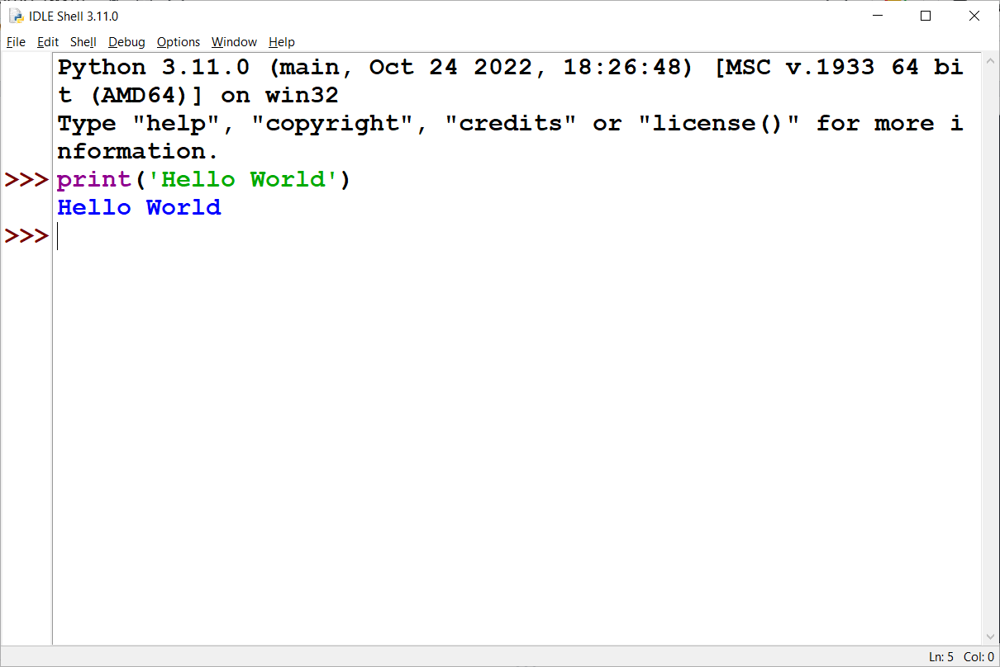 IDLE Shell 3.11.0
File Edit Shell Debug Options Window Help
Python 3.11.0 (main, Oct 24 2022, 18:26:48) [MSC v.1933 64 bi
t (AMD64)] on win32
Type "help", "copyright", "credits" or "license()" for more i
nformation.
>>> print('Hello World')
Hello World
>>>
Ln: 5 Col: 0